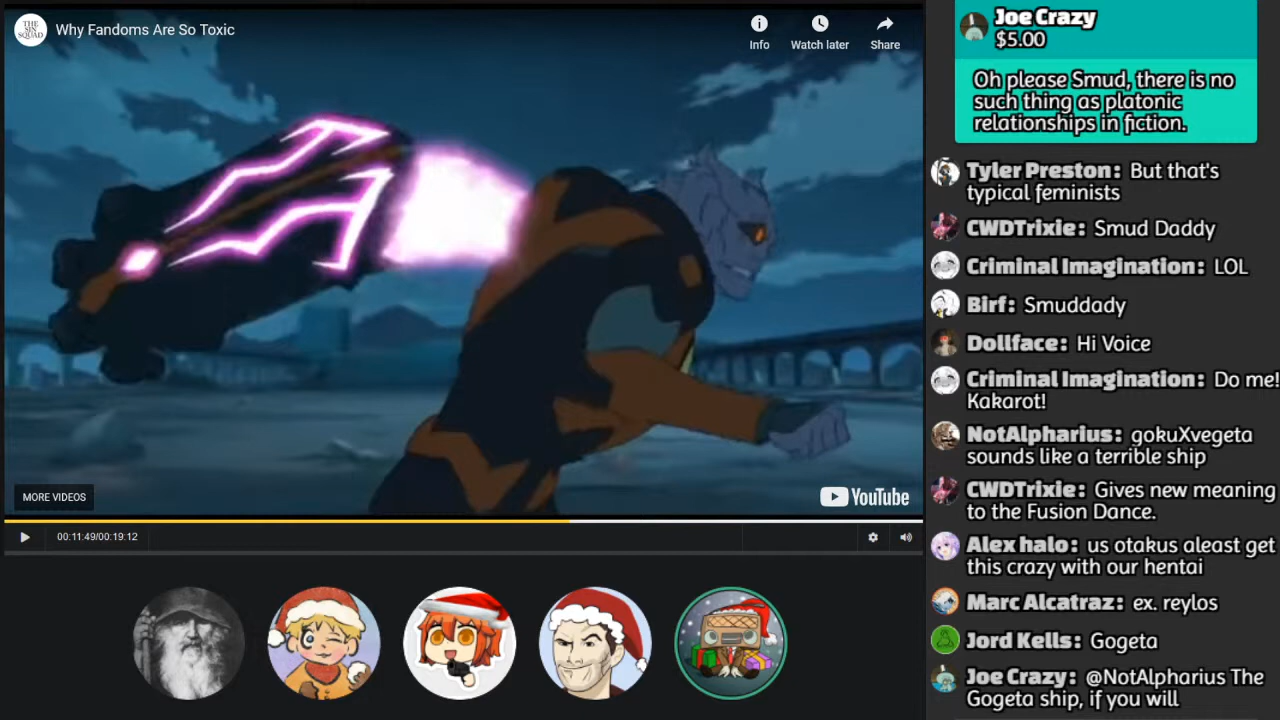 THE
SIN
SQUAD
Why Fandoms Are So Toxic
Info
Watch later
Share
MORE VIDEOS
YouTube
00:11:49/00:19:12
Joe Crazy
$5.00
Oh please Smud, there is no
such thing as platonic
relationships in fiction.
Tyler Preston: But that's
typical feminists
CWDTrixie: Smud Daddy
Criminal Imagination: LOL
Birf: Smuddady
Dollface: Hi Voice
Criminal Imagination: Do me!
Kakarot!
NotAlpharius: gokuXvegeta
sounds like a terrible ship
CWDTrixie: Gives new meaning
to the Fusion Dance.
Alex halo: us otakus aleast get
this crazy with our hentai
Marc Alcatraz: ex. reylos
Jord Kells: Gogeta
Joe Crazy: @NotAlpharius The
Gogeta ship, if you will